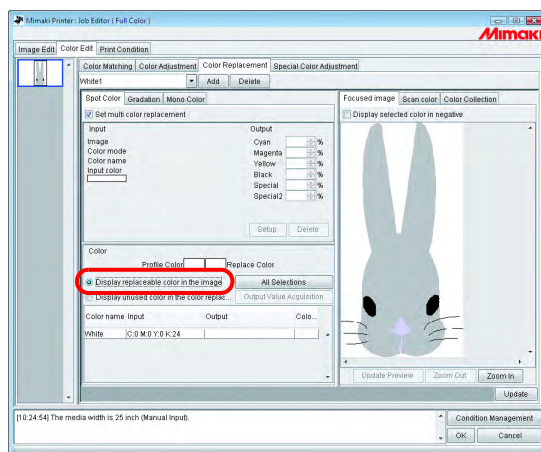 Mimaki Printer : Job Editor ( Full Color )
Mimaki
Image Edit Color Edit Print Condition
Color Matching Color Adjustment Color Replacement Special Color Adjustment
White1 Add Delete
Spot Color Gradation Mono Color
Focused image Scan color Color Collection
Set multi color replacement
Display selected color in negative
Input Output
Image Cyan %
Color mode Magenta %
Color name Yellow %
Input color Black %
Special %
Special2 %
Setup Delete
Color
Profile Color Replace Color
Display replaceable color in the image All Selections
Display unused color in the color replac... Output Value Acquisition
Color name Input Output Colo...
White C:0 M:0 Y:0 K:24
Update Preview Zoom Out Zoom In
Update
[10:24:54] The media width is 25 inch (Manual Input).
Condition Management
OK Cancel